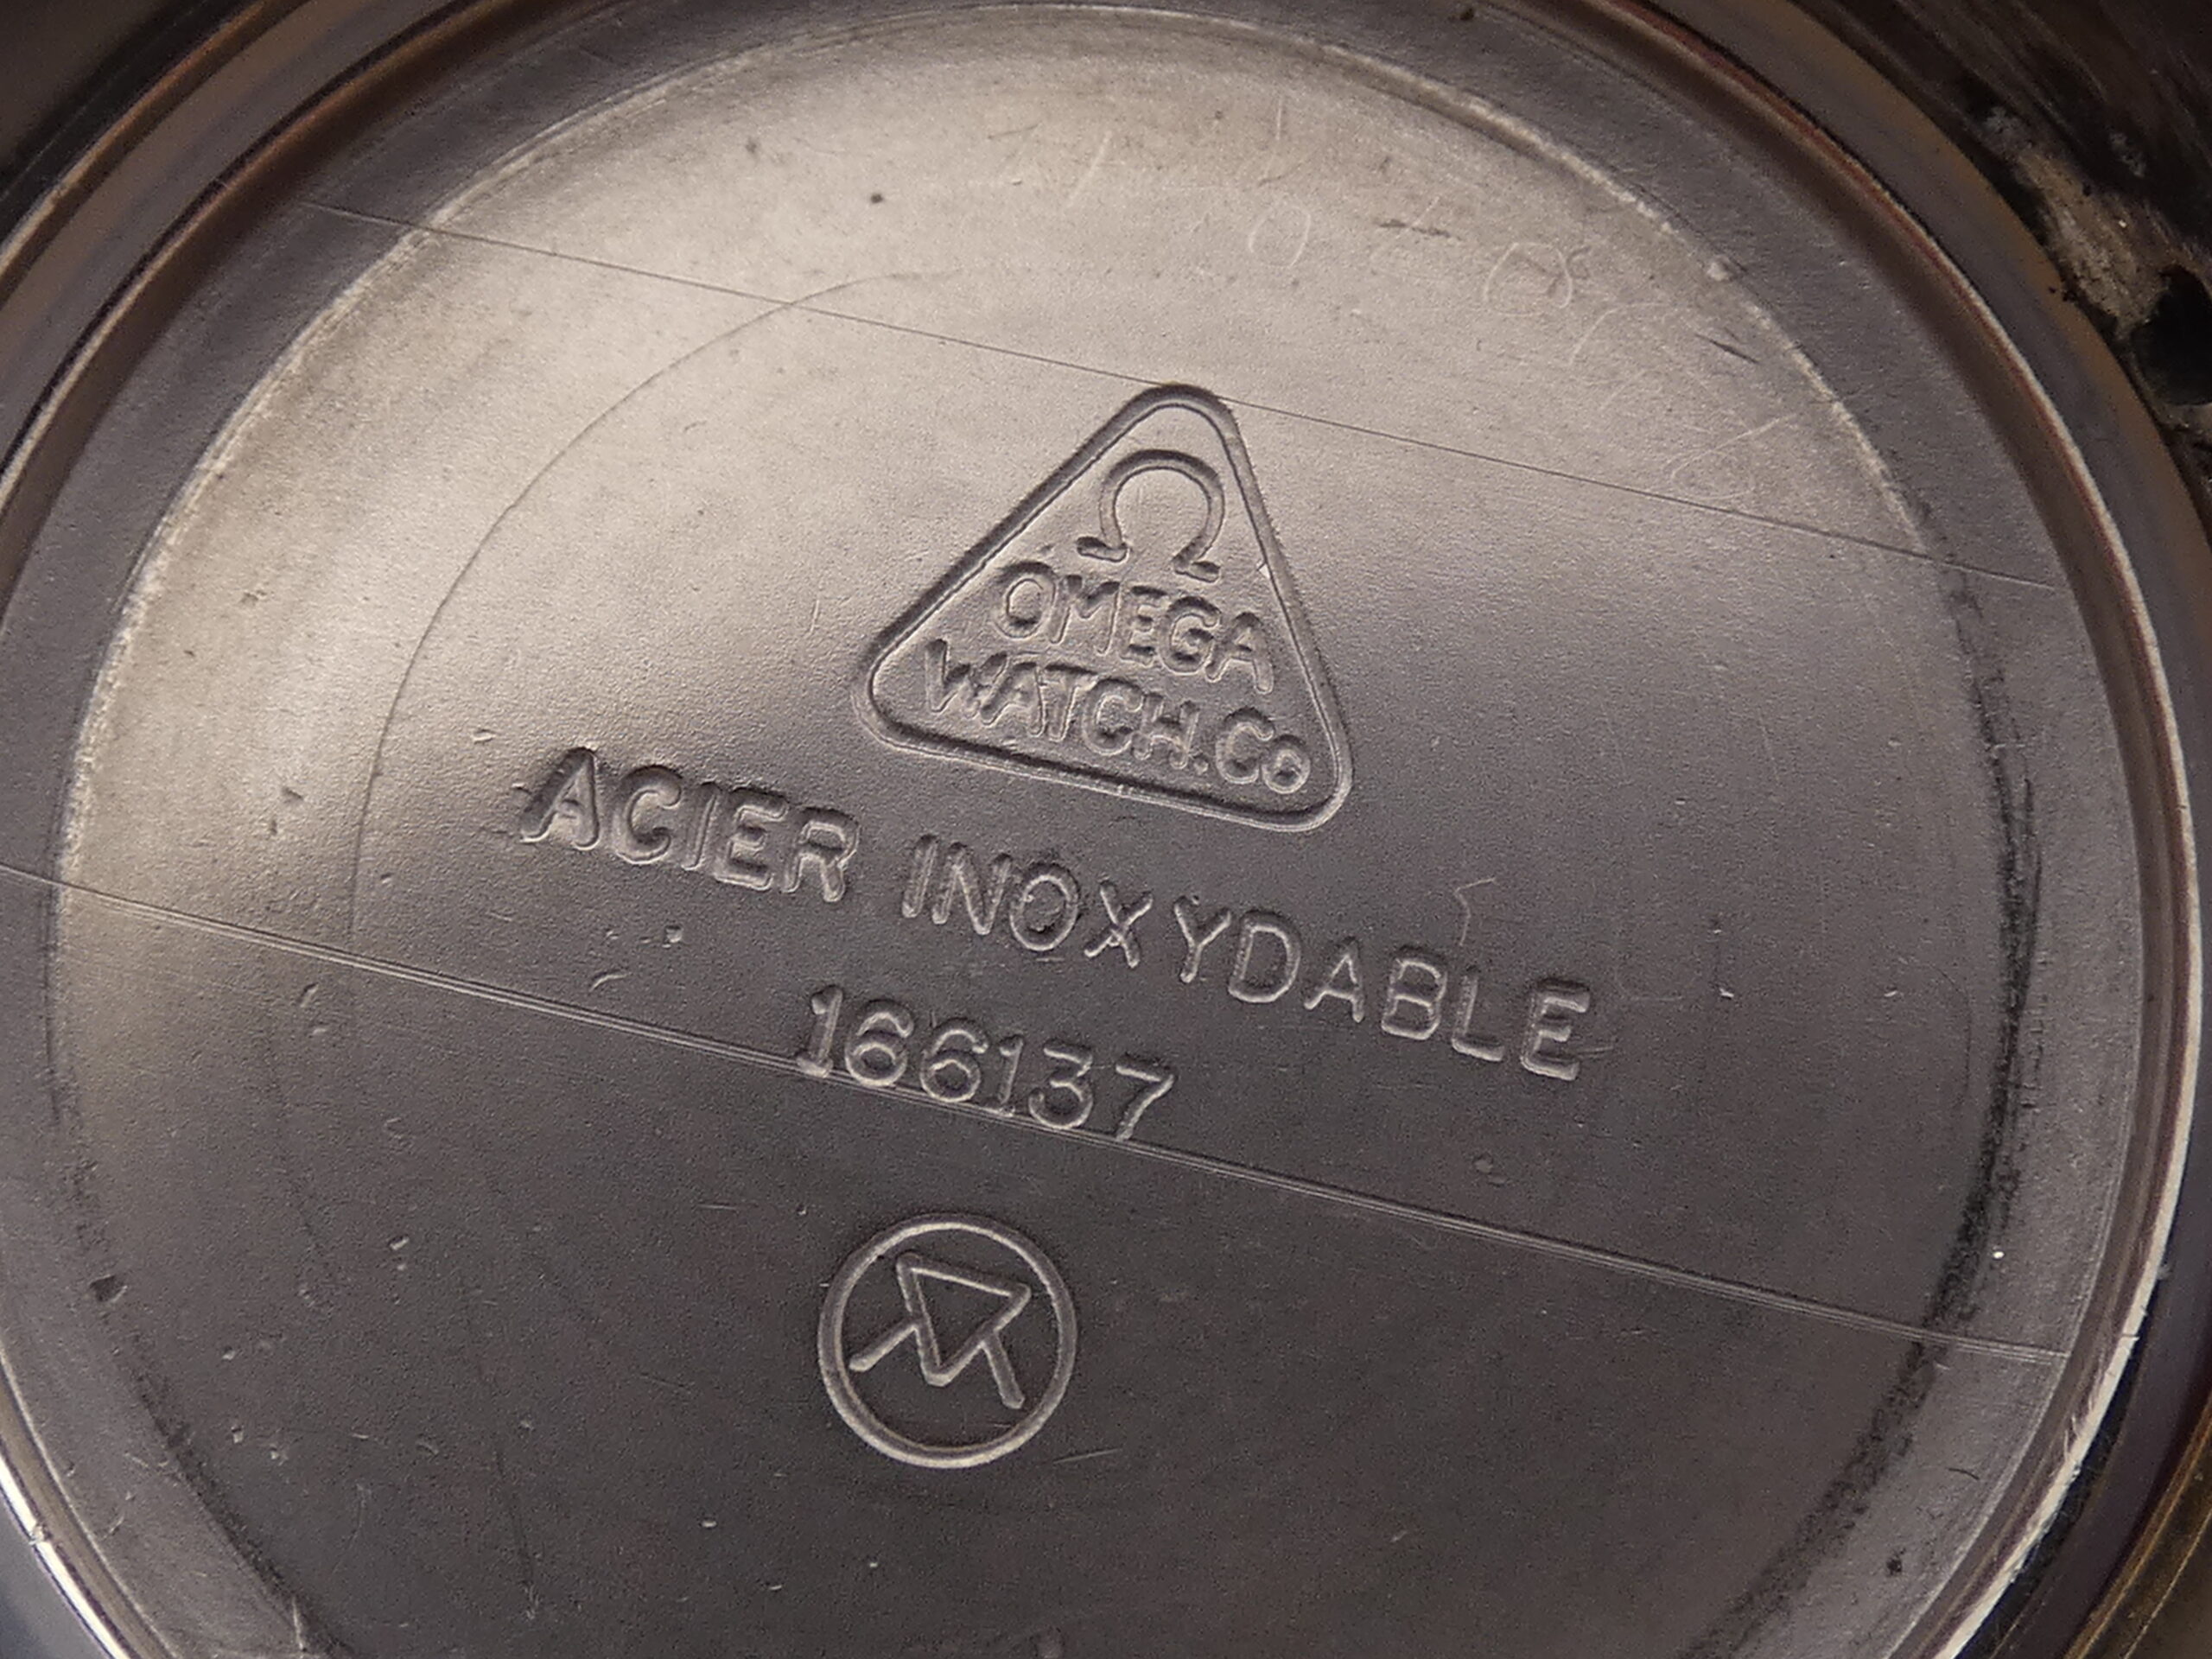 Ω
OMEGA
WATCH.Co
ACIER INOXYDABLE
166137